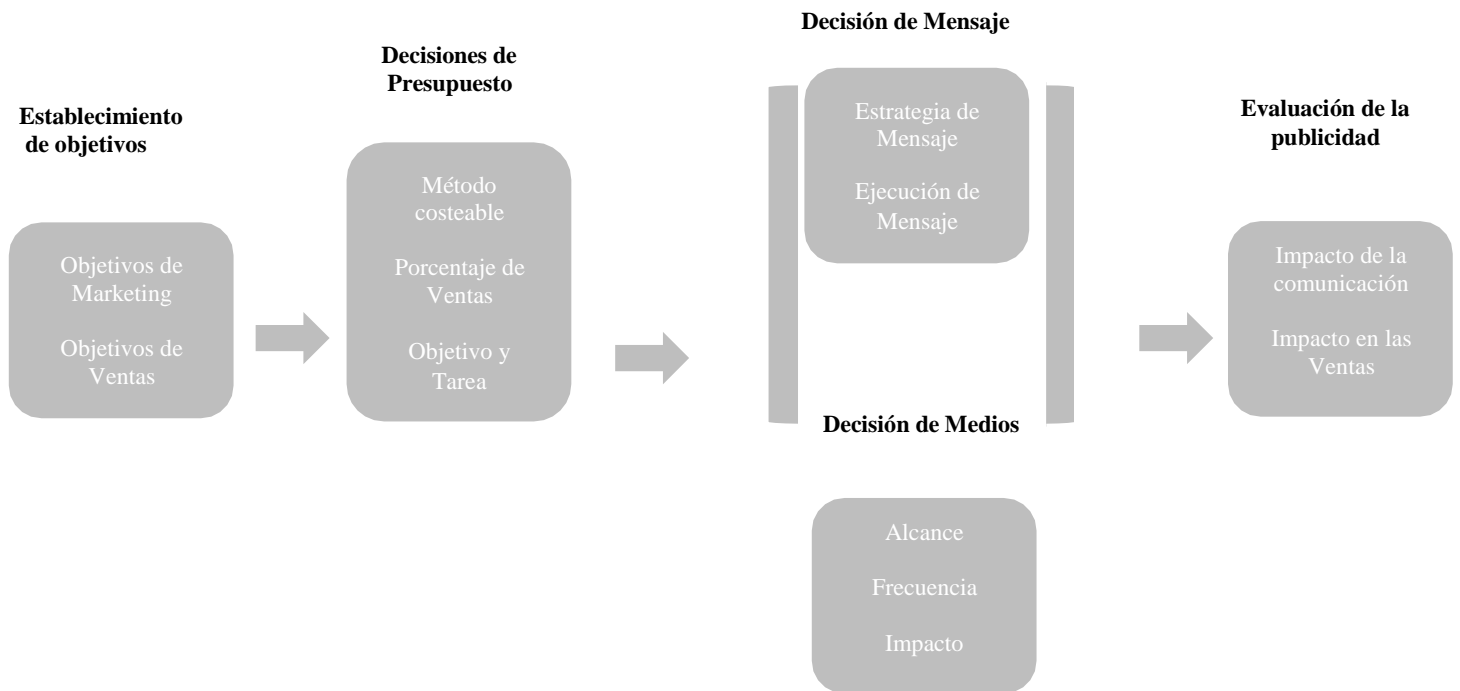 Establecimiento
de objetivos
Objetivos de
Marketing
Objetivos de
Ventas
Decisiones de
Presupuesto
Método
costeable
Porcentaje de
Ventas
Objetivo y
Tarea
Decisión de Mensaje
Estrategia de
Mensaje
Ejecución de
Mensaje
Decisión de Medios
Alcance
Frecuencia
Impacto
Evaluación de la
publicidad
Impacto de la
comunicación
Impacto en las
Ventas